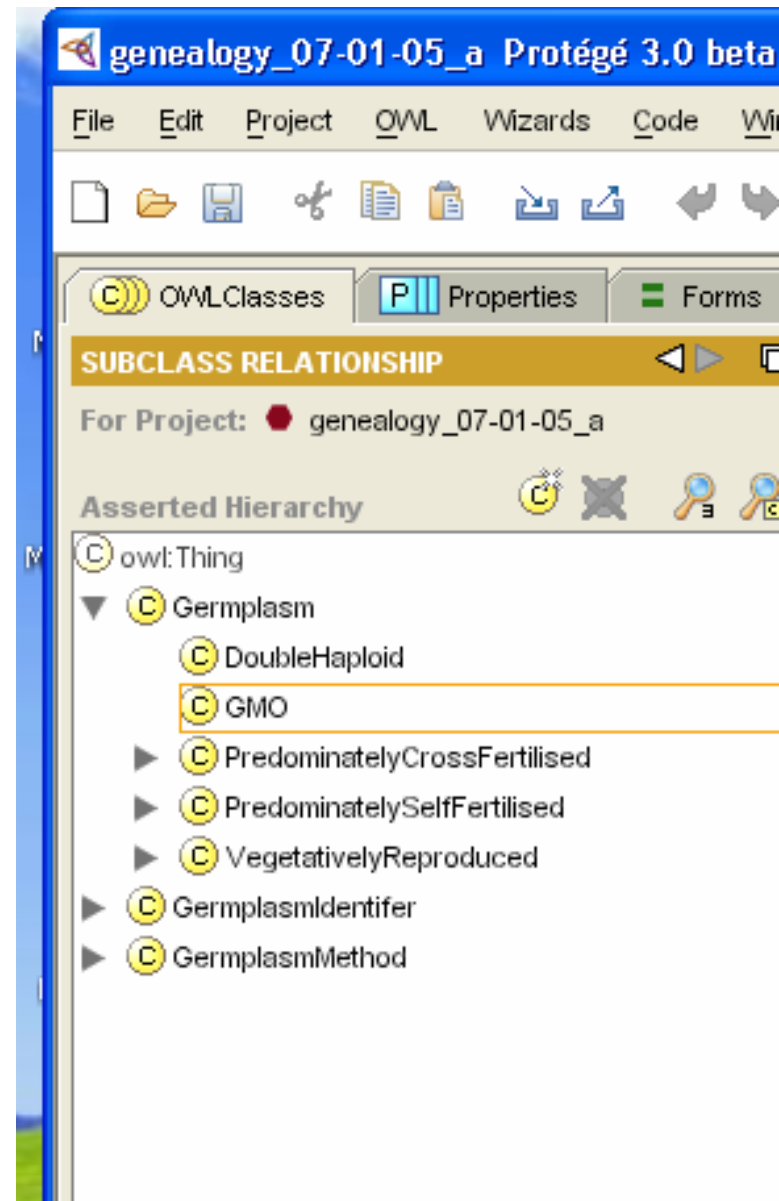 genealogy_07-01-05_a Protégé 3.0 beta
File Edit Project OWL Wizards Code
OWLClasses Properties Forms
SUBCLASS RELATIONSHIP
For Project: genealogy_07-01-05_a
Asserted Hierarchy
C owl:Thing
C Germplasm
C DoubleHaploid
C GMO
C PredominatelyCrossFertilised
C PredominatelySelfFertilised
C VegetativelyReproduced
C GermplasmIdentifer
C GermplasmMethod